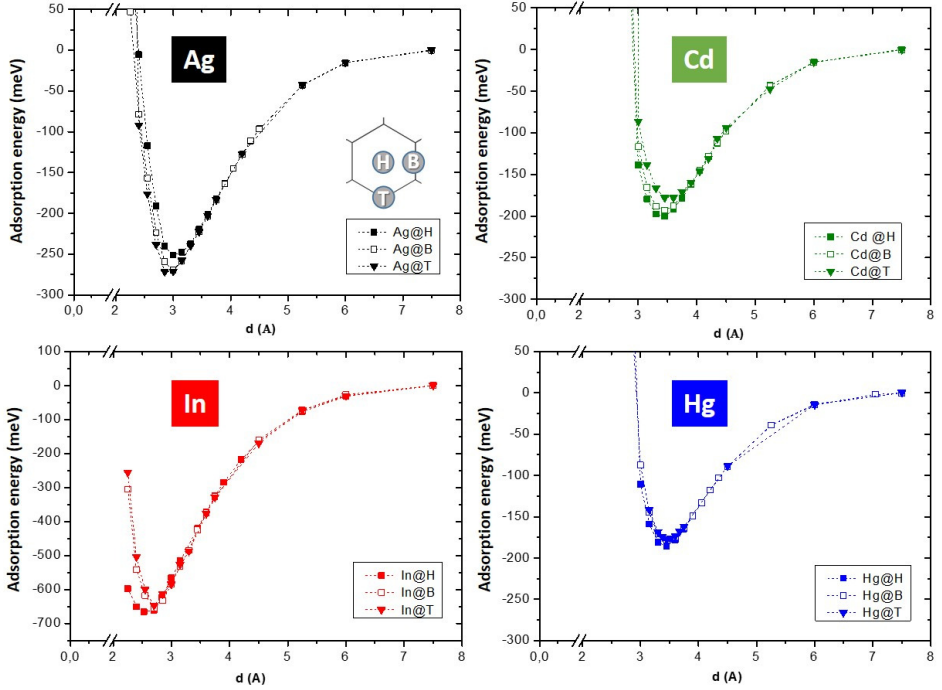 Ag
Adsorption energy (meV)
50
0
-50
-100
-150
-200
-250
-300
0,0
2
3
4
5
6
7
8
d (A)
H
B
T
Ag@H
Ag@B
Ag@T
Cd
Adsorption energy (meV)
50
0
-50
-100
-150
-200
-250
-300
0,0
2
3
4
5
6
7
8
d (A)
Cd @H
Cd@B
Cd@T
In
Adsorption energy (meV)
100
0
-100
-200
-300
-400
-500
-600
-700
0,0
2
3
4
5
6
7
8
d (A)
In@H
In@B
In@T
Hg
Adsorption energy (meV)
50
0
-50
-100
-150
-200
-250
-300
0,0
2
3
4
5
6
7
8
d (A)
Hg@H
Hg@B
Hg@T